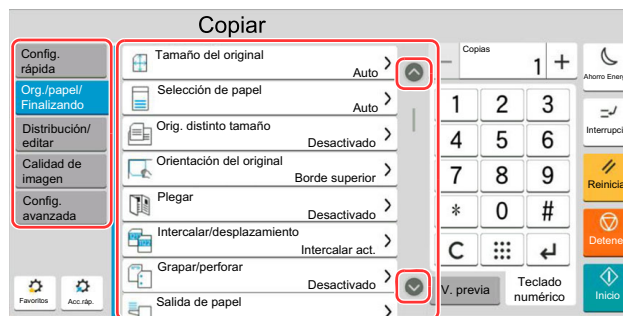 Copiar
Config.
rápida
Org./papel/
Finalizando
Distribución/
editar
Calidad de
imagen
Config.
avanzada
Favoritos
Acc.ráp.
Tamaño del original
Auto
Selección de papel
Auto
Orig. distinto tamaño
Desactivado
Orientación del original
Borde superior
Plegar
Desactivado
Intercalar/desplazamiento
Intercalar act.
Grapar/perforar
Desactivado
Salida de papel
Copias
− 1 +
1 2 3
4 5 6
7 8 9
* 0 #
C
V. previa
Teclado
numérico
Ahorro Ener
Interrupci
Reinicia
Detene
Inicio